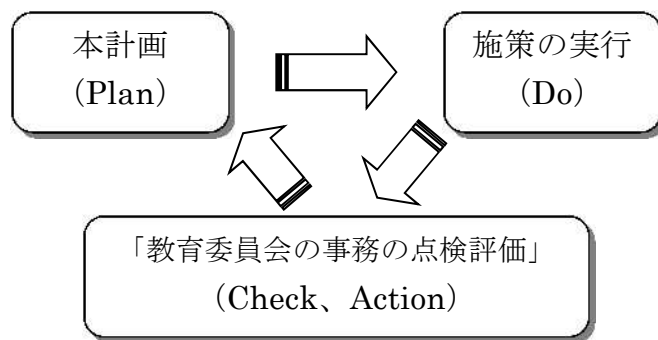 本計画
（Plan）
施策の実行
（Do）
「教育委員会の事務の点検評価」
（Check、Action）